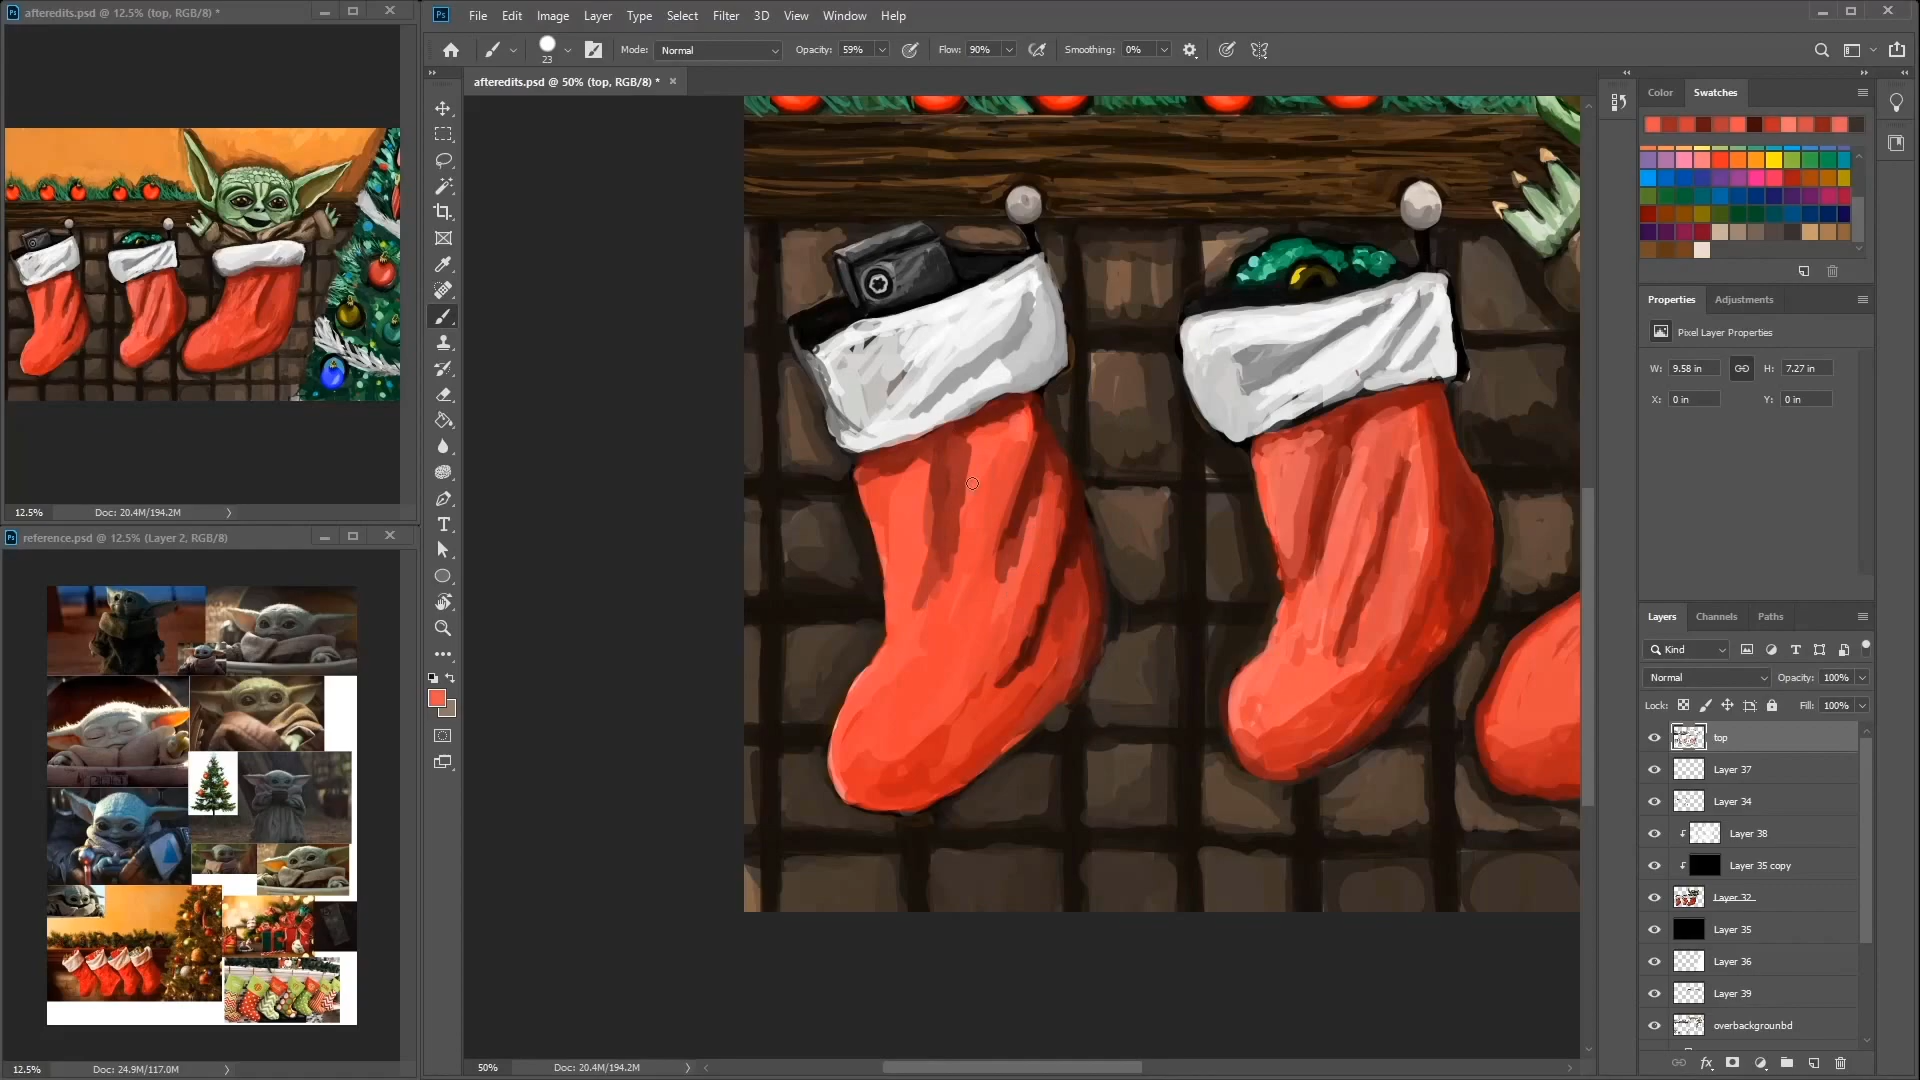 afteredits.psd @ 12.5% (top, RGB/8) *
12.5%
Doc: 20.4M/194.2M
reference.psd @ 12.5% (Layer 2, RGB/8)
12.5%
Doc: 24.9M/117.0M
Ps
File Edit Image Layer Type Select Filter 3D View Window Help
23
Mode: Normal
Opacity: 59%
Flow: 90%
Smoothing: 0%
afteredits.psd @ 50% (top, RGB/8) *
50%
Doc: 20.4M/194.2M
Color
Swatches
Properties
Adjustments
Pixel Layer Properties
W: 9.58 in
H: 7.27 in
X: 0 in
Y: 0 in
Layers
Channels
Paths
Kind
Normal
Opacity: 100%
Lock:
Fill: 100%
top
Layer 37
Layer 34
Layer 38
Layer 35 copy
Layer 32
Layer 35
Layer 36
Layer 39
overbackgrounbd
fx